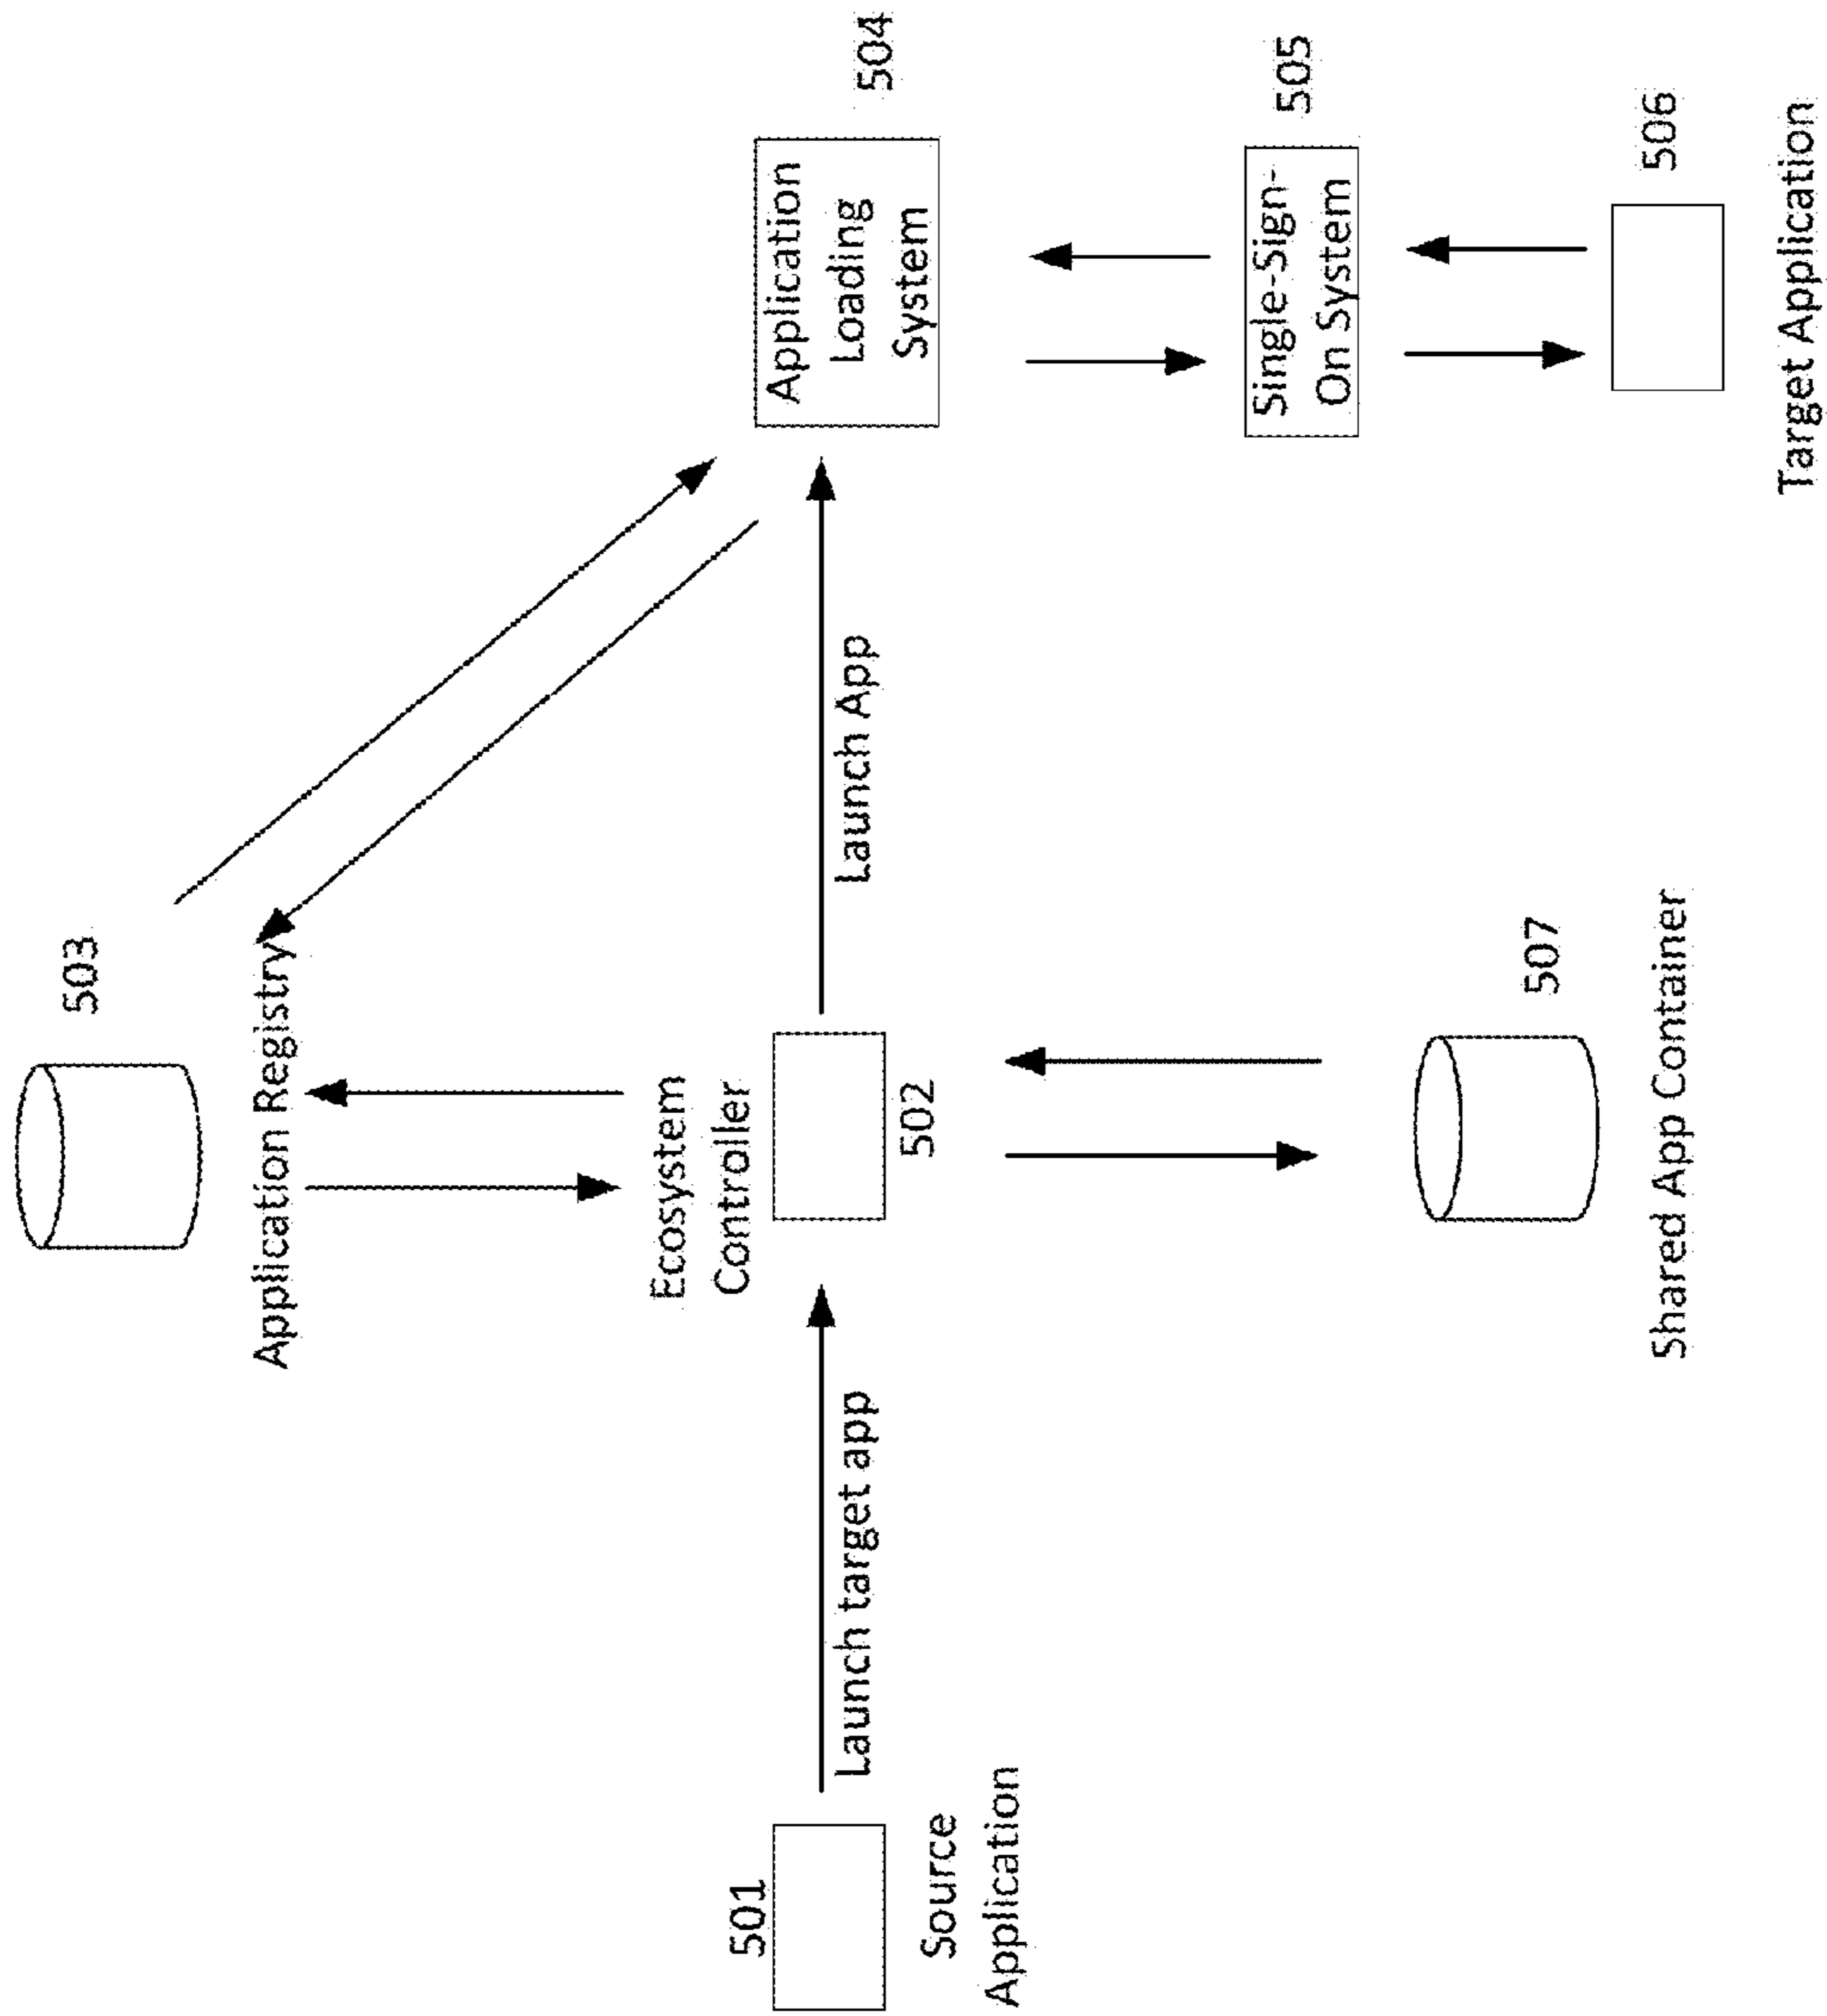 503
Application Registry
504
Application
Loading
System
Ecosystem
Controller
502
501
Source
Application
Launch target app
Launch App
505
Single-Sign-
On System
506
Target Application
507
Shared App Container